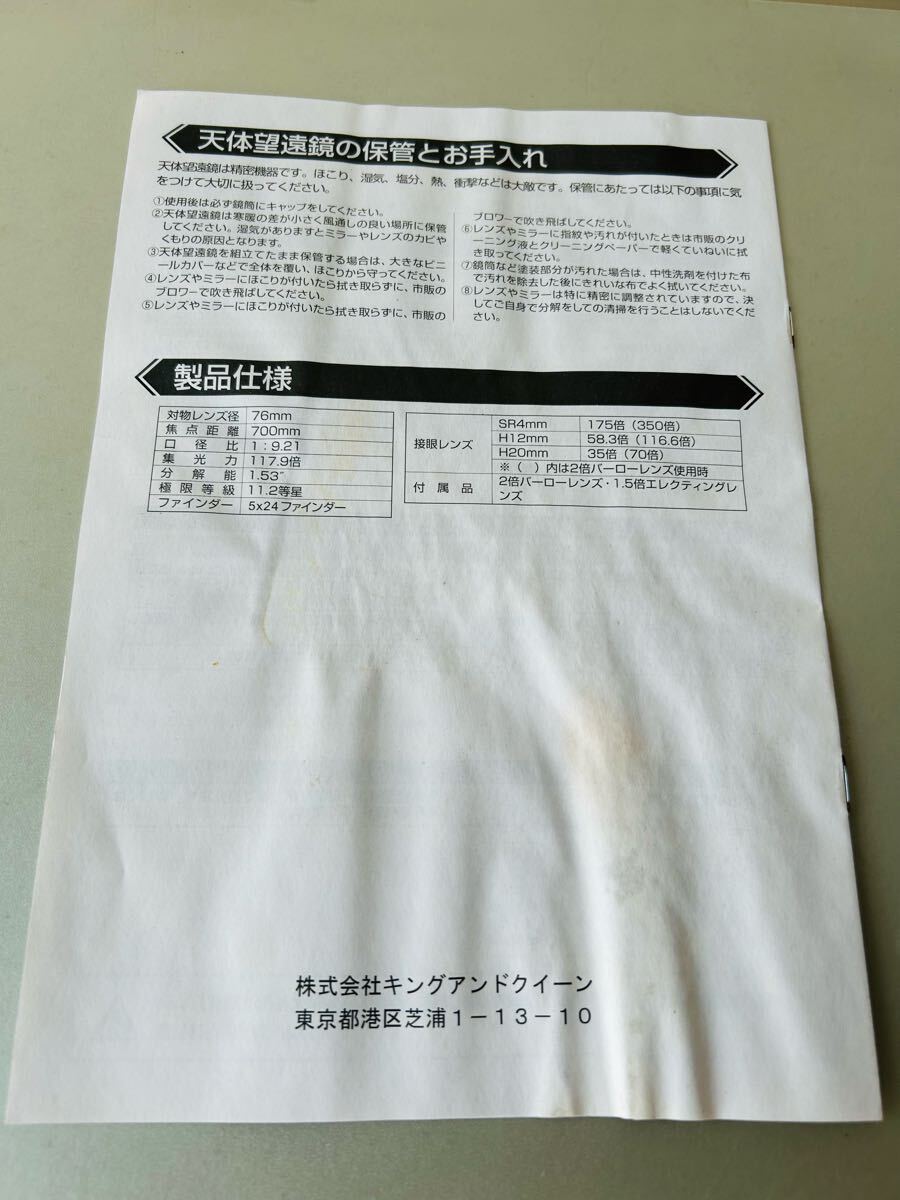 天体望遠鏡の保管とお手入れ
天体望遠鏡は精密機器です。ほこり、湿気、塩分、熱、衝撃などは大敵です。保管にあたっては以下の事項に気
をつけて大切に扱ってください。
①使用後は必ず鏡筒にキャップをしてください。
②天体望遠鏡は寒暖の差が小さく風通しの良い場所に保管
してください。湿気がありますとミラーやレンズのカビや
くもりの原因となります。
③天体望遠鏡を組立てたまま保管する場合は、大きなビニ
ールカバーなどで全体を覆い、ほこりから守ってください。
④レンズやミラーにほこりが付いたら拭き取らずに、市販の
ブロワーで吹き飛ばしてください。
⑤レンズやミラーにほこりが付いたら拭き取らずに、市販の
ブロワーで吹き飛ばしてください。
⑥レンズやミラーに指紋や汚れが付いたときは市販のクリ
ーニング液とクリーニングペーパーで軽くていねいに拭
き取ってください。
⑦鏡筒など塗装部分が汚れた場合は、中性洗剤を付けた布
で汚れを除去した後にきれいな布でよく拭いてください。
⑧レンズやミラーは特に精密に調整されていますので、決
してご自身で分解をしての清掃を行うことはしないでくだ
さい。
製品仕様
対物レンズ径 76mm
焦点距離 700mm
口径比 1：9.21
集光力 117.9倍
分解能 1.53″
極限等級 11.2等星
ファインダー 5x24ファインダー
接眼レンズ SR4mm 175倍（350倍）
H12mm 58.3倍（116.6倍）
H20mm 35倍（70倍）
※（ ）内は2倍バーローレンズ使用時
付属品 2倍バーローレンズ・1.5倍エレクティングレ
ンズ
株式会社キングアンドクイーン
東京都港区芝浦１－１３－１０